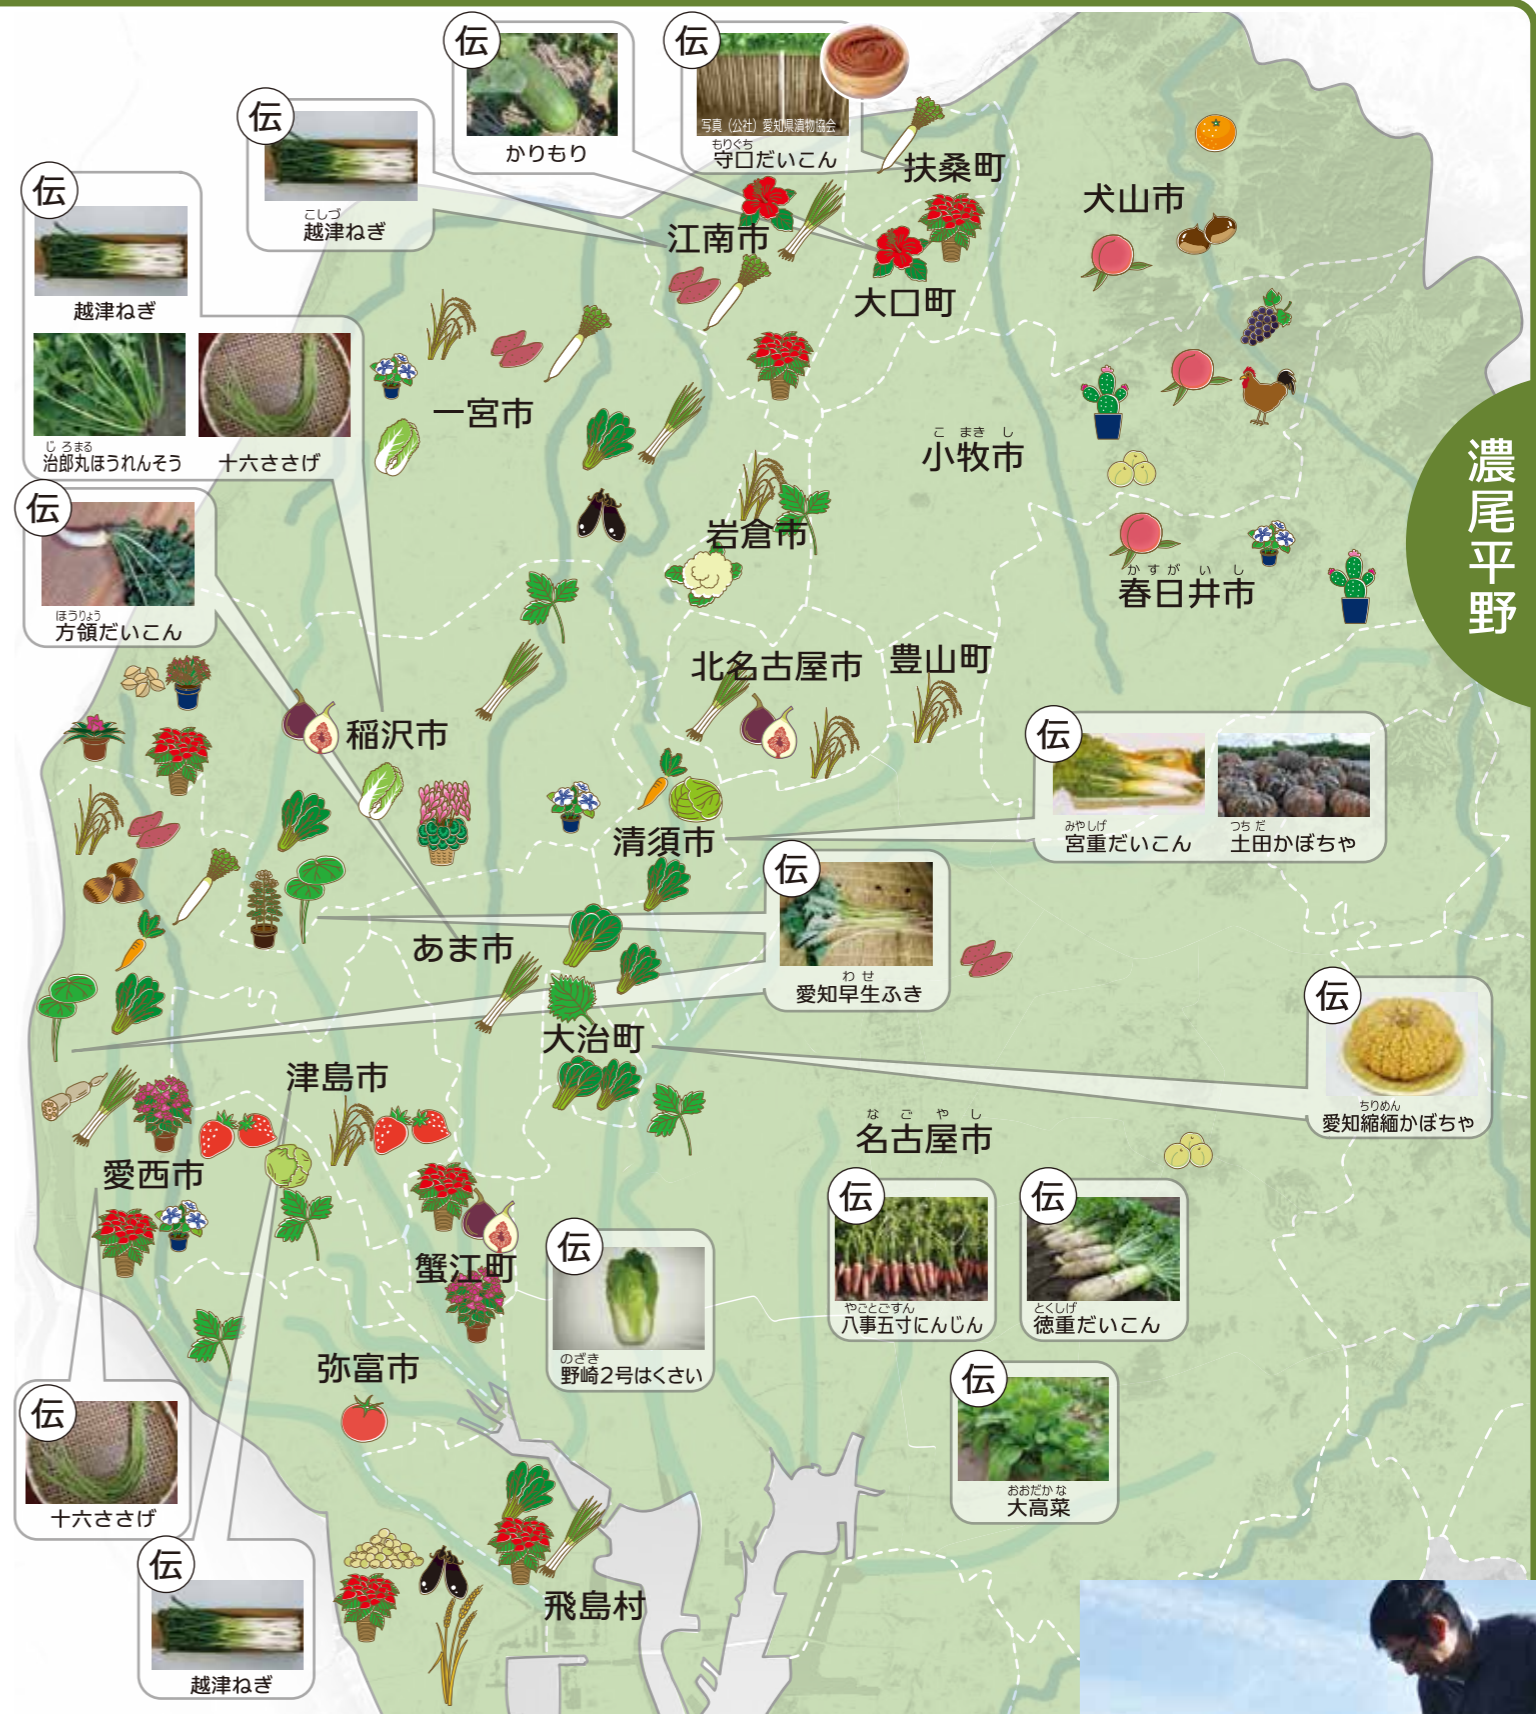 伝
かりもり
伝
写真（公社）愛知県漬物協会
もりぐち
守口だいこん
伝
こしづ
越津ねぎ
伝
越津ねぎ
じろまる
治郎丸ほうれんそう
十六ささげ
伝
ほうりょう
方領だいこん
扶桑町
犬山市
江南市
大口町
一宮市
こまきし
小牧市
岩倉市
かすがいし
春日井市
濃尾平野
北名古屋市
豊山町
稲沢市
清須市
伝
みやしげ
宮重だいこん
つちだ
土田かぼちゃ
伝
わせ
愛知早生ふき
あま市
大治町
伝
ちりめん
愛知縮緬かぼちゃ
津島市
なごやし
名古屋市
愛西市
伝
やごとごすん
八事五寸にんじん
伝
とくしげ
徳重だいこん
蟹江町
伝
のざき
野崎2号はくさい
弥富市
伝
おおだかな
大高菜
伝
十六ささげ
伝
越津ねぎ
飛島村